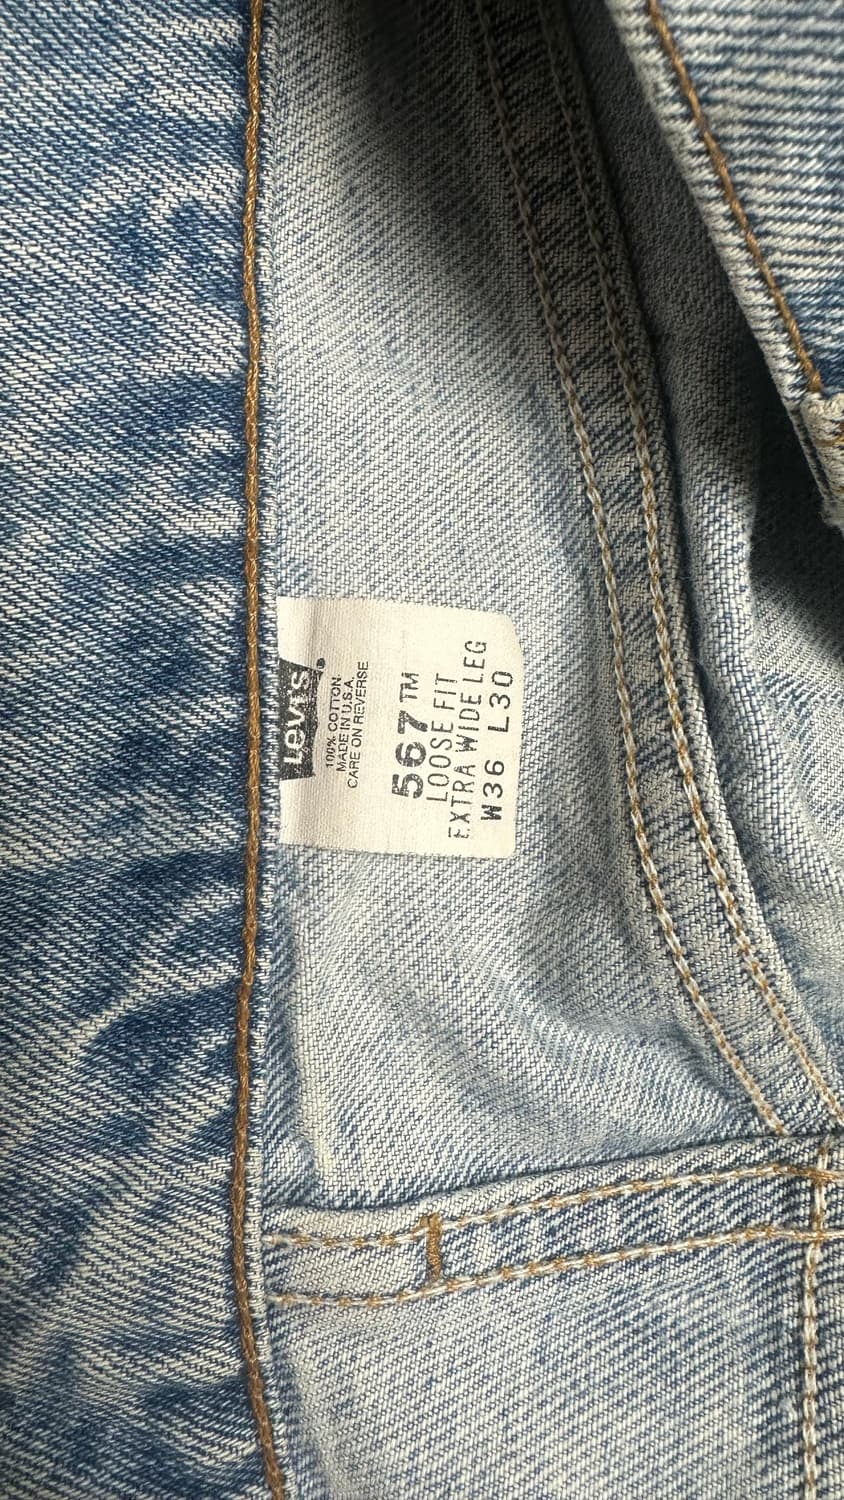 Levi's
100% COTTON
MADE IN U.S.A.
CARE ON REVERSE
567™
LOOSE FIT
EXTRA WIDE LEG
W36 L30